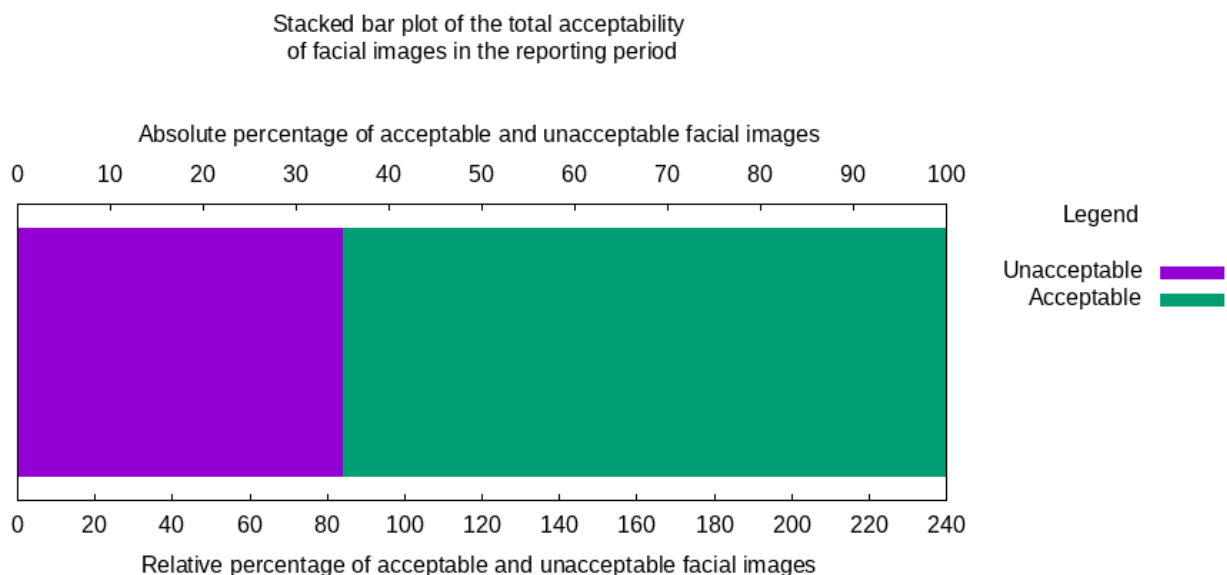 Stacked bar plot of the total acceptability
of facial images in the reporting period
Absolute percentage of acceptable and unacceptable facial images
0 10 20 30 40 50 60 70 80 90 100
Legend
Unacceptable
Acceptable
0 20 40 60 80 100 120 140 160 180 200 220 240
Relative percentage of acceptable and unacceptable facial images